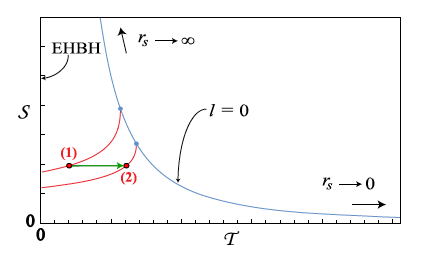 r_s → ∞
EHBH
S
l = 0
(1)
(2)
r_s → 0
0
0
T